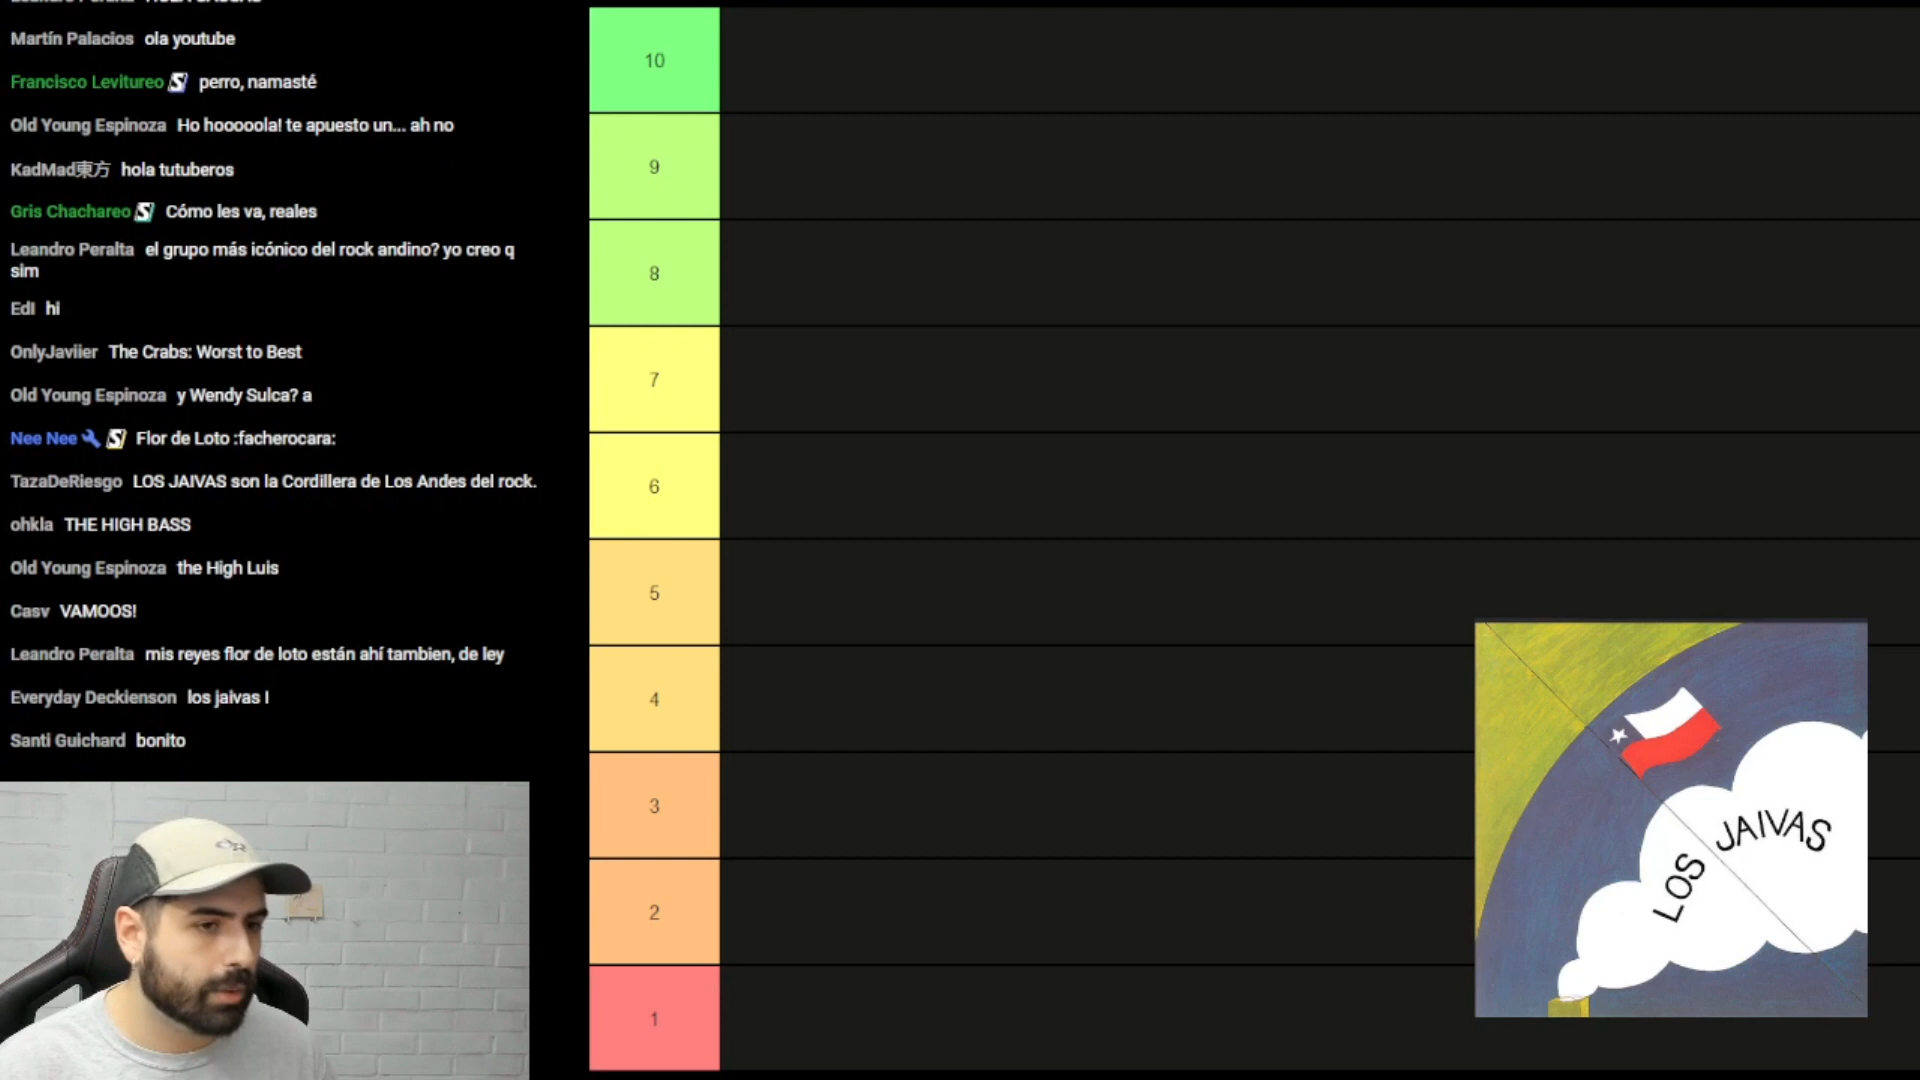 Martín Palacios ola youtube
Francisco Levitureo S perro, namasté
Old Young Espinoza Ho hooooola! te apuesto un... ah no
KadMad東方 hola tutuberos
Gris Chachareo S Cómo les va, reales
Leandro Peralta el grupo más icónico del rock andino? yo creo q
sim
EdI hi
OnlyJaviier The Crabs: Worst to Best
Old Young Espinoza y Wendy Sulca? a
Nee Nee S Flor de Loto :facherocara:
TazaDeRiesgo LOS JAIVAS son la Cordillera de Los Andes del rock.
ohkla THE HIGH BASS
Old Young Espinoza the High Luis
Casv VAMOOS!
Leandro Peralta mis reyes flor de loto están ahí tambien, de ley
Everyday Deckienson los jaivas I
Santi Guichard bonito
10
9
8
7
6
5
4
3
2
1
LOS JAIVAS